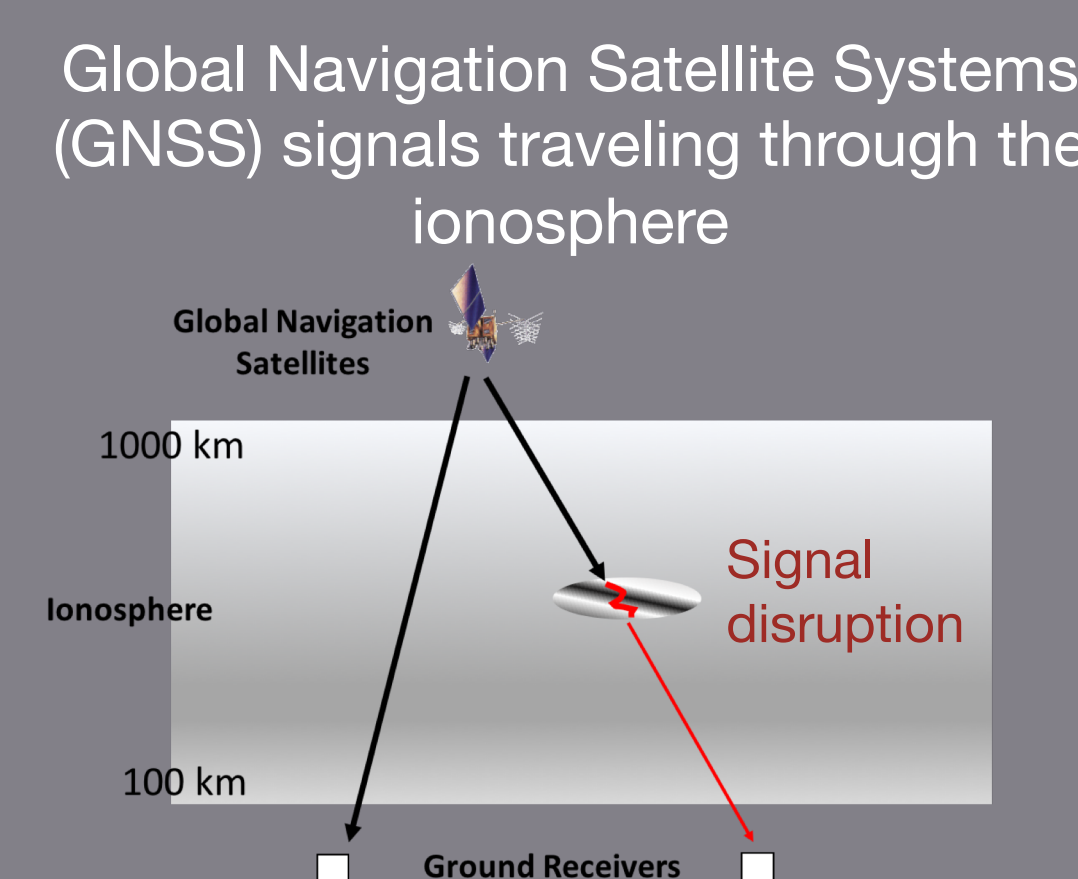 Global Navigation Satellite Systems
(GNSS) signals traveling through the
ionosphere
Global Navigation
Satellites
1000 km
Signal
disruption
Ionosphere
100 km
Ground Receivers